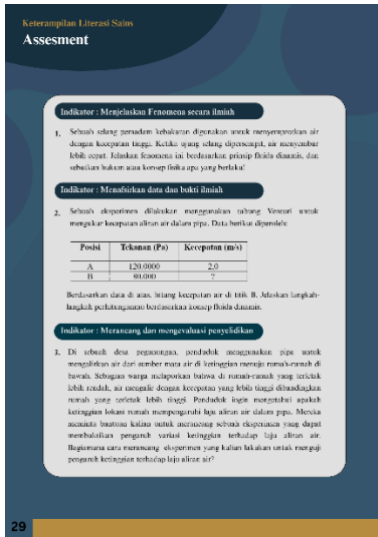 Keterampilan Literasi Sains
Assesment
Indikator : Menjelaskan Fenomena secara ilmiah
1. Sebuah selang pemadam kebakaran digunakan untuk menyemprotkan air
dengan kecepatan tinggi. Ketika ujung selang dipersempit, air menyembur
lebih cepat. Jelaskan fenomena ini berdasarkan prinsip fluida dinamis, dan
sebutkan hukum atau konsep fisika apa yang berlaku!
Indikator : Menafsirkan data dan bukti ilmiah
2. Sebuah eksperimen dilakukan menggunakan tabung Venturi untuk
mengukur kecepatan aliran air dalam pipa. Data berikut diperoleh:
Posisi Tekanan (Pa) Kecepatan (m/s)
A 120.0000 2,0
B 80.000 ?
Berdasarkan data di atas, hitung kecepatan air di titik B. Jelaskan langkah-
langkah perhitunganmu berdasarkan konsep fluida dinamis.
Indikator : Merancang dan mengevaluasi penyelidikan
3. Di sebuah desa pegunungan, penduduk menggunakan pipa untuk
mengalirkan air dari sumber mata air di ketinggian menuju rumah-rumah di
bawah. Sebagian warga melaporkan bahwa di rumah-rumah yang terletak
lebih rendah, air mengalir dengan kecepatan yang lebih tinggi dibandingkan
rumah yang terletak lebih tinggi. Penduduk ingin mengetahui apakah
ketinggian lokasi rumah mempengaruhi laju aliran air dalam pipa. Mereka
meminta bantuan kalian untuk merancang sebuah eksperimen yang dapat
membuktikan pengaruh variasi ketinggian terhadap laju aliran air.
Bagaimana cara merancang eksperimen yang kalian lakukan untuk menguji
pengaruh ketinggian terhadap laju aliran air?
29